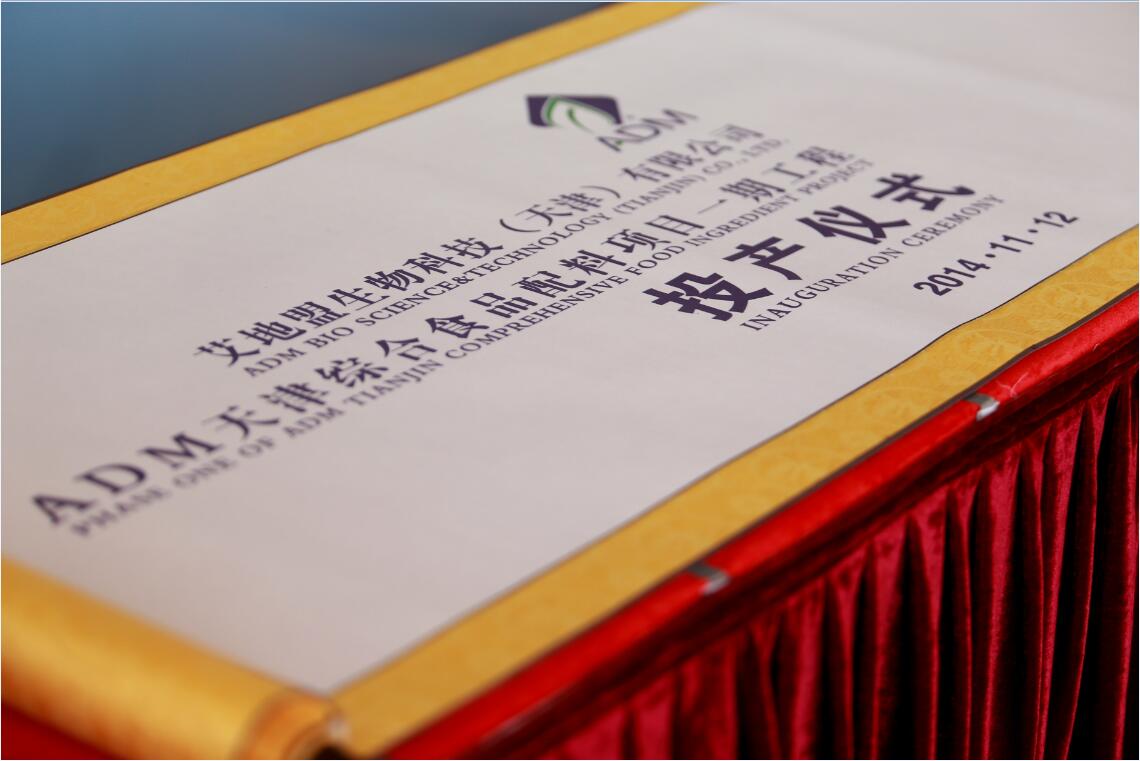 ADM
艾地盟生物科技（天津）有限公司
ADM BIO SCIENCE&TECHNOLOGY (TIANJIN) CO., LTD.
ADM天津综合食品配料项目一期工程
PHASE ONE OF ADM TIANJIN COMPREHENSIVE FOOD INGREDIENT PROJECT
投产仪式
INAUGURATION CEREMONY
2014·11·12